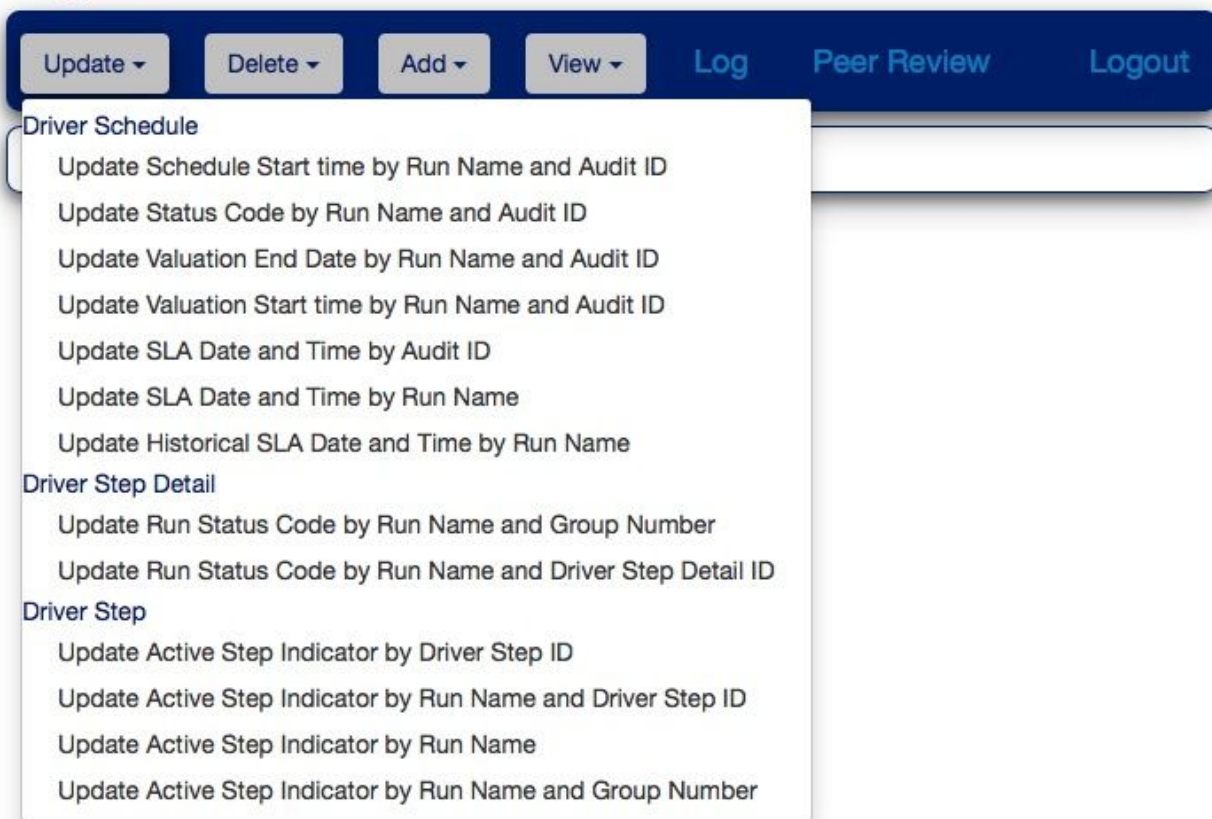 Update
Delete
Add
View
Log
Peer Review
Logout
Driver Schedule
Update Schedule Start time by Run Name and Audit ID
Update Status Code by Run Name and Audit ID
Update Valuation End Date by Run Name and Audit ID
Update Valuation Start time by Run Name and Audit ID
Update SLA Date and Time by Audit ID
Update SLA Date and Time by Run Name
Update Historical SLA Date and Time by Run Name
Driver Step Detail
Update Run Status Code by Run Name and Group Number
Update Run Status Code by Run Name and Driver Step Detail ID
Driver Step
Update Active Step Indicator by Driver Step ID
Update Active Step Indicator by Run Name and Driver Step ID
Update Active Step Indicator by Run Name
Update Active Step Indicator by Run Name and Group Number